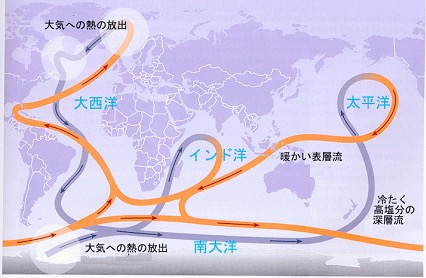 大気への熱の放出
大西洋
太平洋
インド洋
暖かい表層流
冷たく
高塩分の
深層流
大気への熱の放出
南大洋